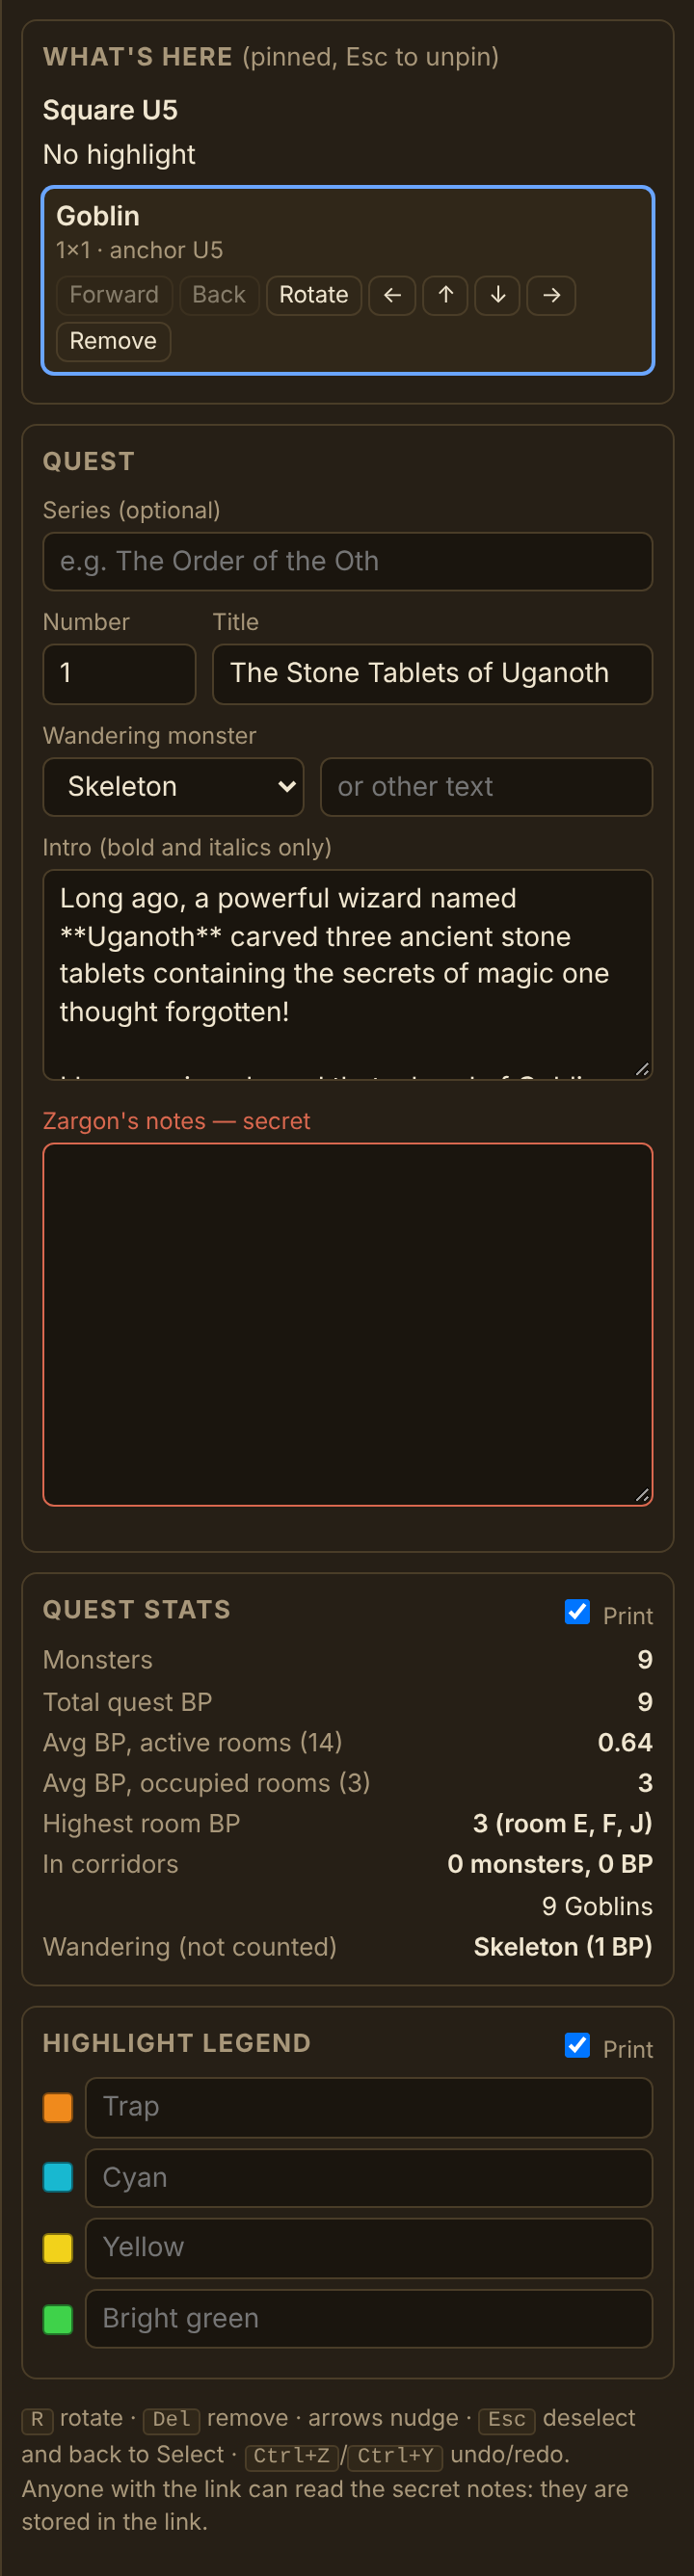 WHAT'S HERE (pinned, Esc to unpin)
Square U5
No highlight
Goblin
1×1 · anchor U5
Forward Back Rotate ← ↑ ↓ →
Remove
QUEST
Series (optional)
e.g. The Order of the Oth
Number Title
1 The Stone Tablets of Uganoth
Wandering monster
Skeleton or other text
Intro (bold and italics only)
Long ago, a powerful wizard named
**Uganoth** carved three ancient stone
tablets containing the secrets of magic one
thought forgotten!
Zargon's notes — secret
QUEST STATS Print
Monsters 9
Total quest BP 9
Avg BP, active rooms (14) 0.64
Avg BP, occupied rooms (3) 3
Highest room BP 3 (room E, F, J)
In corridors 0 monsters, 0 BP
9 Goblins
Wandering (not counted) Skeleton (1 BP)
HIGHLIGHT LEGEND Print
Trap
Cyan
Yellow
Bright green
R rotate · Del remove · arrows nudge · Esc deselect
and back to Select · Ctrl+Z/Ctrl+Y undo/redo.
Anyone with the link can read the secret notes: they are
stored in the link.